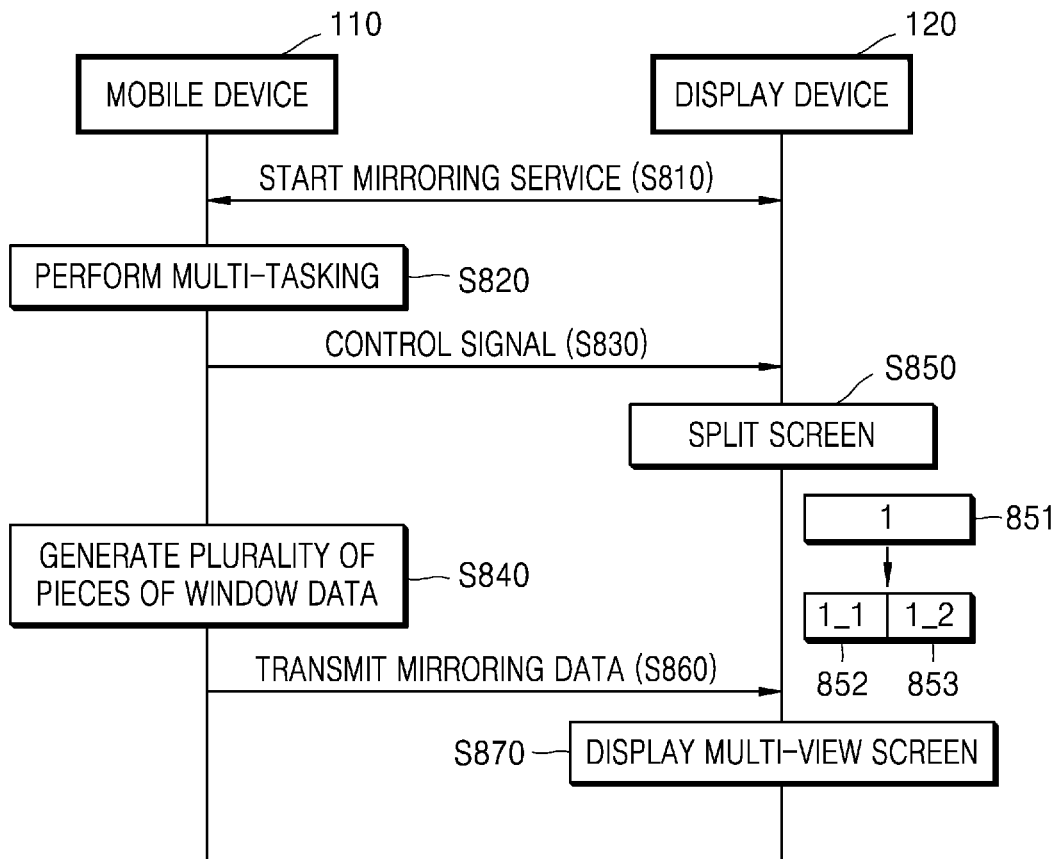 110
120
MOBILE DEVICE
DISPLAY DEVICE
START MIRRORING SERVICE (S810)
PERFORM MULTI-TASKING
S820
CONTROL SIGNAL (S830)
S850
SPLIT SCREEN
1
851
GENERATE PLURALITY OF
PIECES OF WINDOW DATA
S840
1_1
1_2
852
853
TRANSMIT MIRRORING DATA (S860)
S870
DISPLAY MULTI-VIEW SCREEN